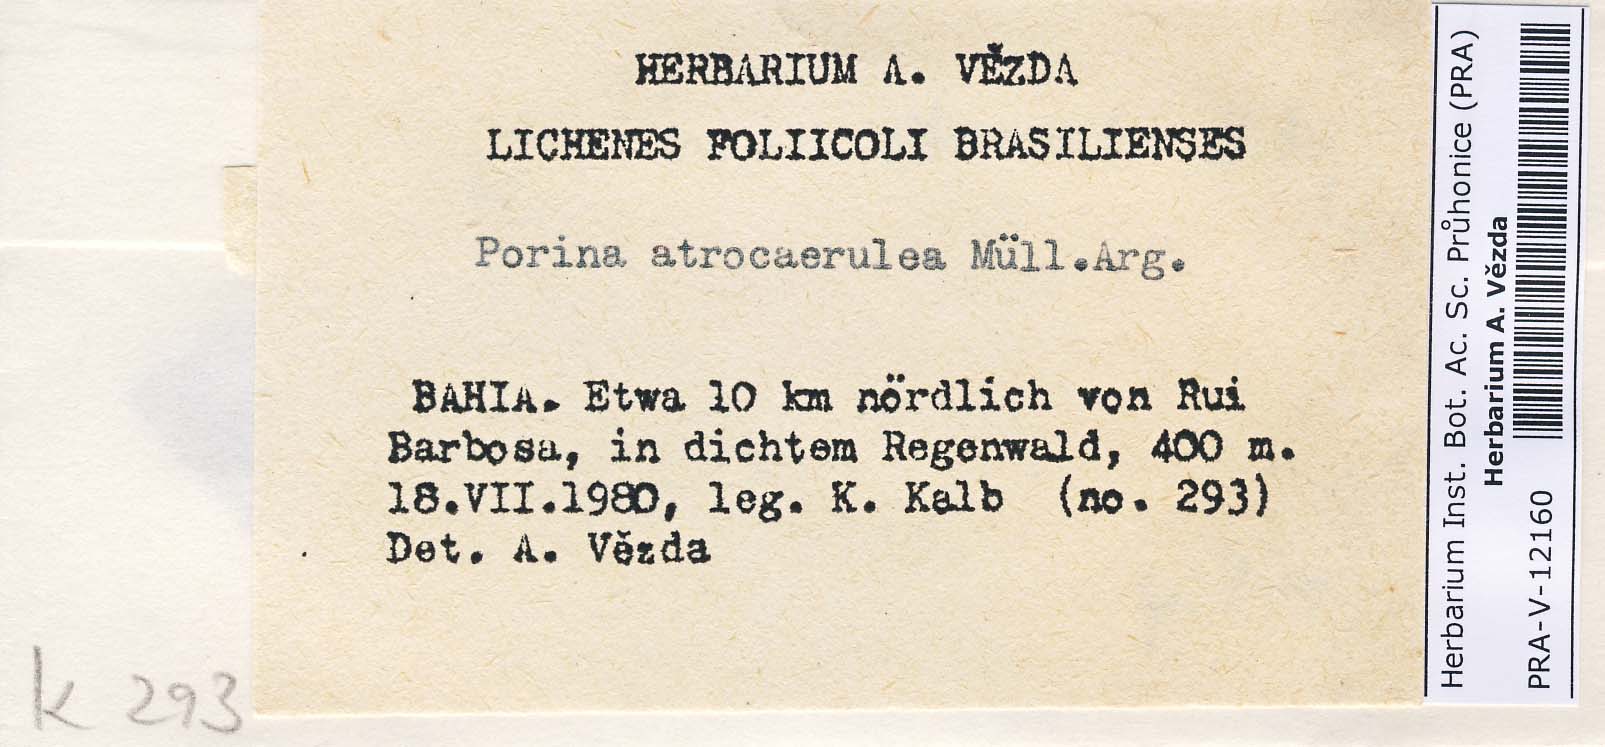 HERBARIUM A. VĚZDA
LICHENES FOLIICOLI BRASILIENSES
Porina atrocaerulea Müll.Arg.
BAHIA. Etwa 10 km nördlich von Rui
Barbosa, in dichtem Regenwald, 400 m.
18.VII.1980, leg. K. Kalb (no. 293)
Det. A. Vězda
K 293
Herbarium Inst. Bot. Ac. Sc. Průhonice (PRA)
Herbarium A. Vězda
PRA-V-12160